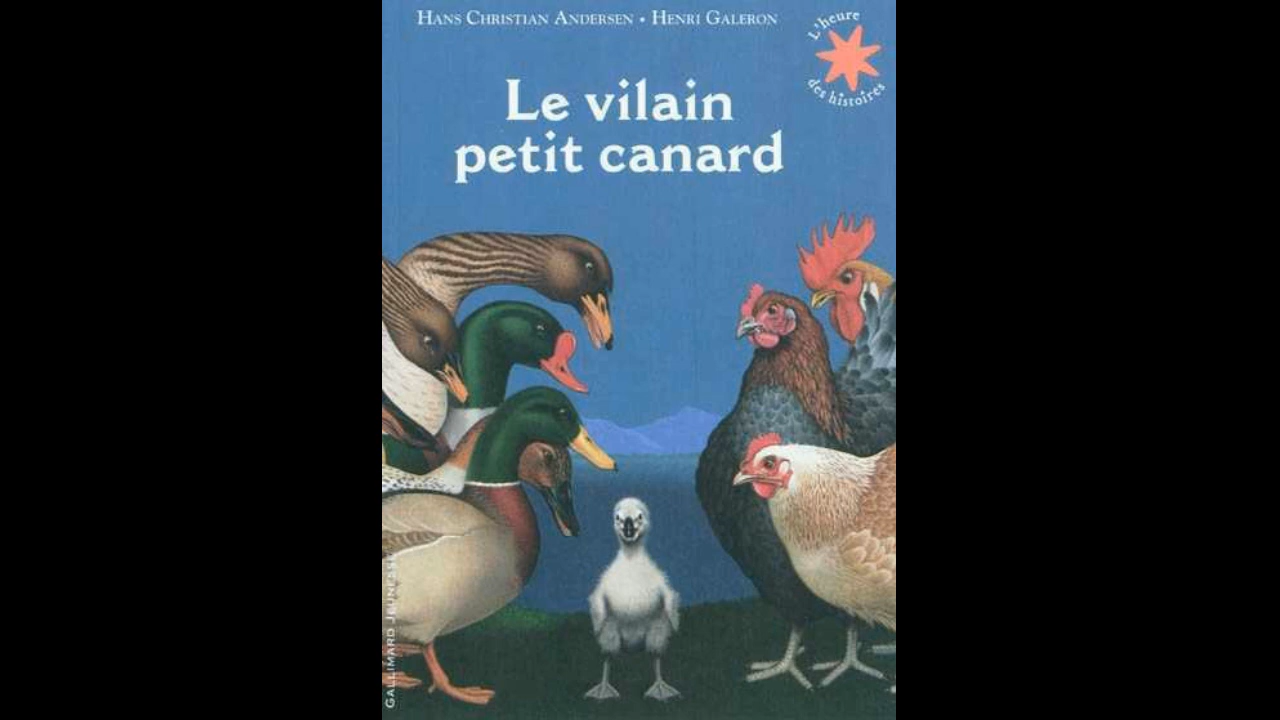 HANS CHRISTIAN ANDERSEN • HENRI GALERON
L'heure
des histoires
Le vilain
petit canard
GALLIMARD JEUNESSE